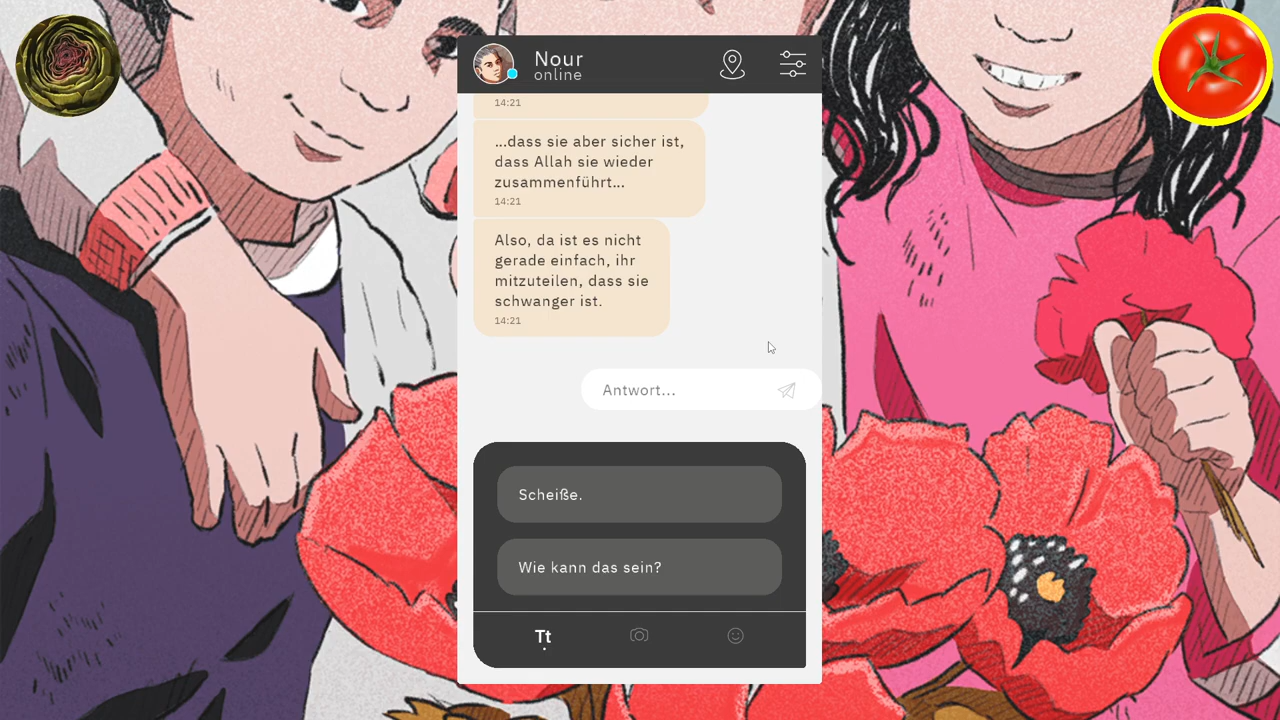 Nour
online
14:21
...dass sie aber sicher ist,
dass Allah sie wieder
zusammenführt...
14:21
Also, da ist es nicht
gerade einfach, ihr
mitzuteilen, dass sie
schwanger ist.
14:21
Antwort...
Scheiße.
Wie kann das sein?
Tt